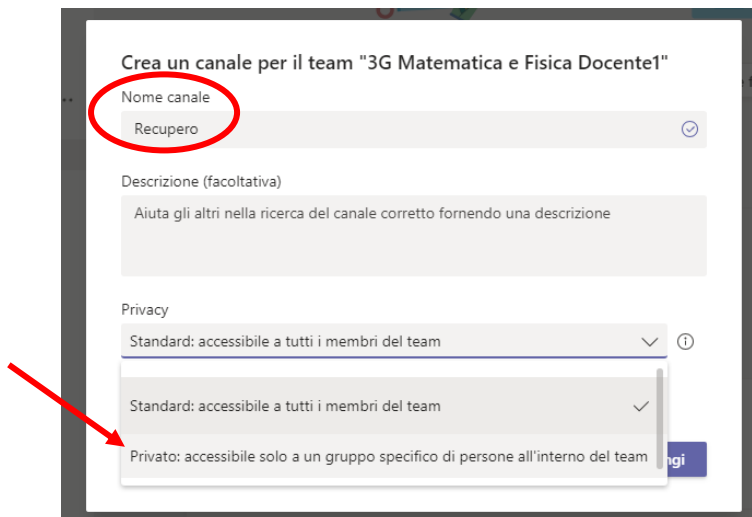 Crea un canale per il team "3G Matematica e Fisica Docente1"
Nome canale
Recupero
Descrizione (facoltativa)
Aiuta gli altri nella ricerca del canale corretto fornendo una descrizione
Privacy
Standard: accessibile a tutti i membri del team
Standard: accessibile a tutti i membri del team
Privato: accessibile solo a un gruppo specifico di persone all'interno del team
ngi